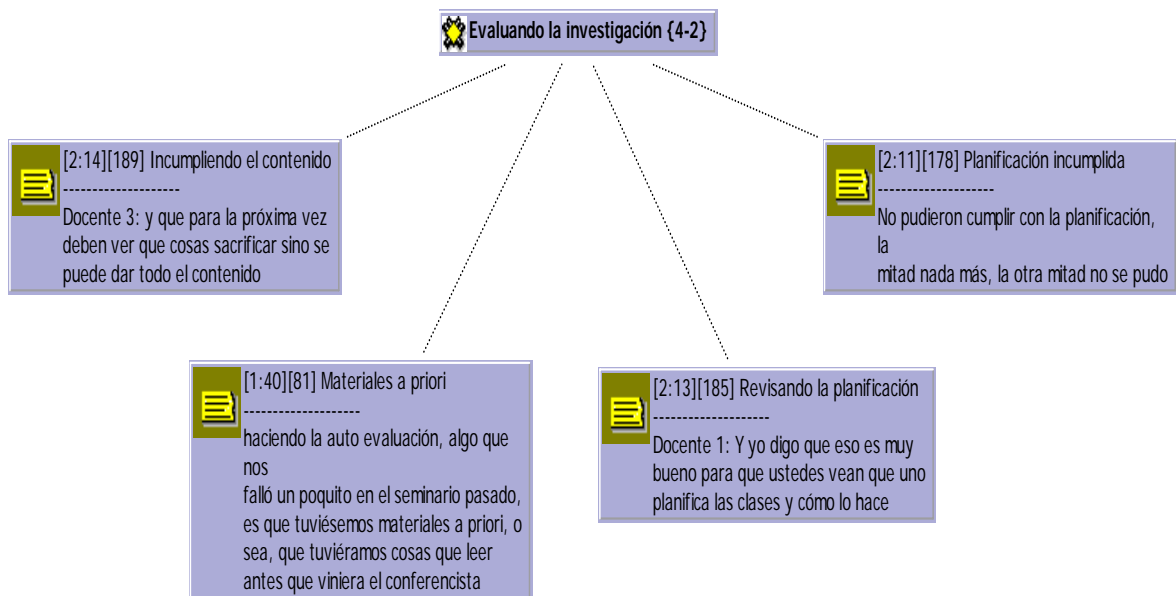 Evaluando la investigación {4-2}
[2:14][189] Incumpliendo el contenido
--------------------
Docente 3: y que para la próxima vez
deben ver que cosas sacrificar sino se
puede dar todo el contenido
[2:11][178] Planificación incumplida
--------------------
No pudieron cumplir con la planificación,
la
mitad nada más, la otra mitad no se pudo
[1:40][81] Materiales a priori
--------------------
haciendo la auto evaluación, algo que
nos
falló un poquito en el seminario pasado,
es que tuviésemos materiales a priori, o
sea, que tuviéramos cosas que leer
antes que viniera el conferencista
[2:13][185] Revisando la planificación
--------------------
Docente 1: Y yo digo que eso es muy
bueno para que ustedes vean que uno
planifica las clases y cómo lo hace